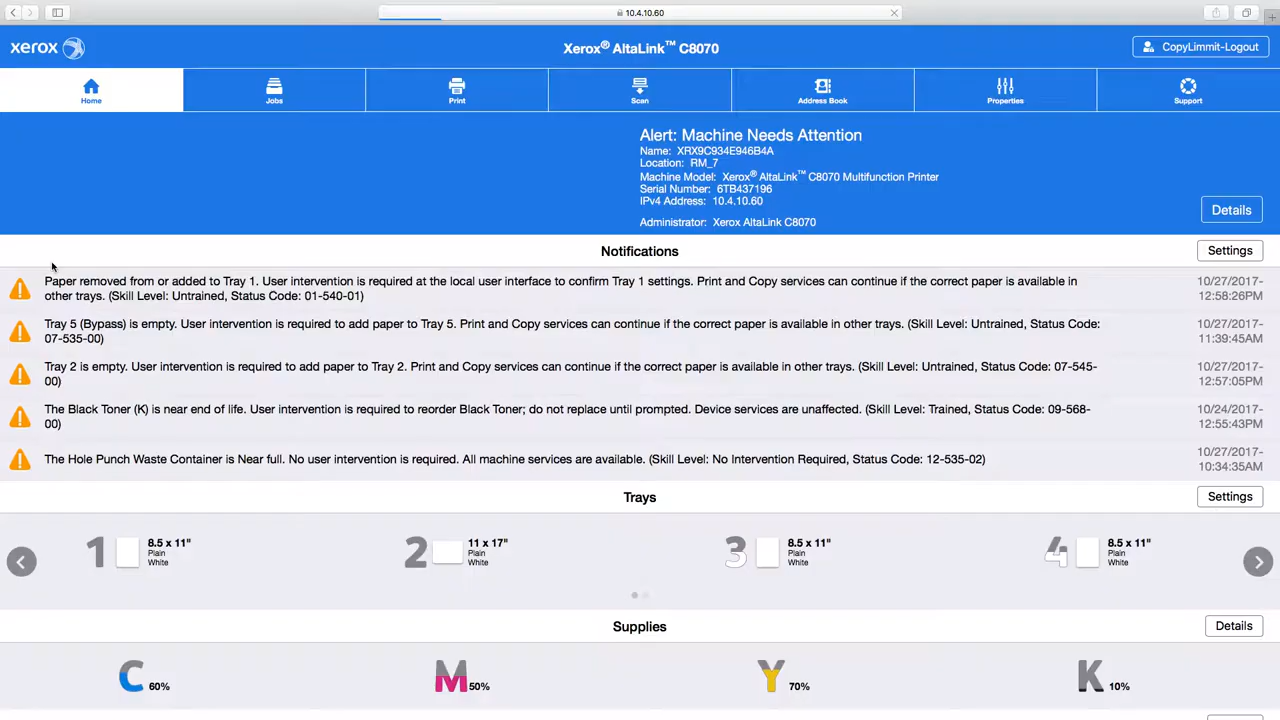 10.4.10.60
xerox
Xerox® AltaLink™ C8070
CopyLimmit-Logout
Home
Jobs
Print
Scan
Address Book
Properties
Support
Alert: Machine Needs Attention
Name: XRX9C934E946B4A
Location: RM_7
Machine Model: Xerox® AltaLink™ C8070 Multifunction Printer
Serial Number: 6TB437196
IPv4 Address: 10.4.10.60
Administrator: Xerox AltaLink C8070
Details
Notifications
Settings
Paper removed from or added to Tray 1. User intervention is required at the local user interface to confirm Tray 1 settings. Print and Copy services can continue if the correct paper is available in
other trays. (Skill Level: Untrained, Status Code: 01-540-01)
10/27/2017-
12:58:26PM
Tray 5 (Bypass) is empty. User intervention is required to add paper to Tray 5. Print and Copy services can continue if the correct paper is available in other trays. (Skill Level: Untrained, Status Code:
07-535-00)
10/27/2017-
11:39:45AM
Tray 2 is empty. User intervention is required to add paper to Tray 2. Print and Copy services can continue if the correct paper is available in other trays. (Skill Level: Untrained, Status Code: 07-545-
00)
10/27/2017-
12:57:05PM
The Black Toner (K) is near end of life. User intervention is required to reorder Black Toner; do not replace until prompted. Device services are unaffected. (Skill Level: Trained, Status Code: 09-568-
00)
10/24/2017-
12:55:43PM
The Hole Punch Waste Container is Near full. No user intervention is required. All machine services are available. (Skill Level: No Intervention Required, Status Code: 12-535-02)
10/27/2017-
10:34:35AM
Trays
Settings
1
8.5 x 11"
Plain
White
2
11 x 17"
Plain
White
3
8.5 x 11"
Plain
White
4
8.5 x 11"
Plain
White
Supplies
Details
C 60%
M 50%
Y 70%
K 10%